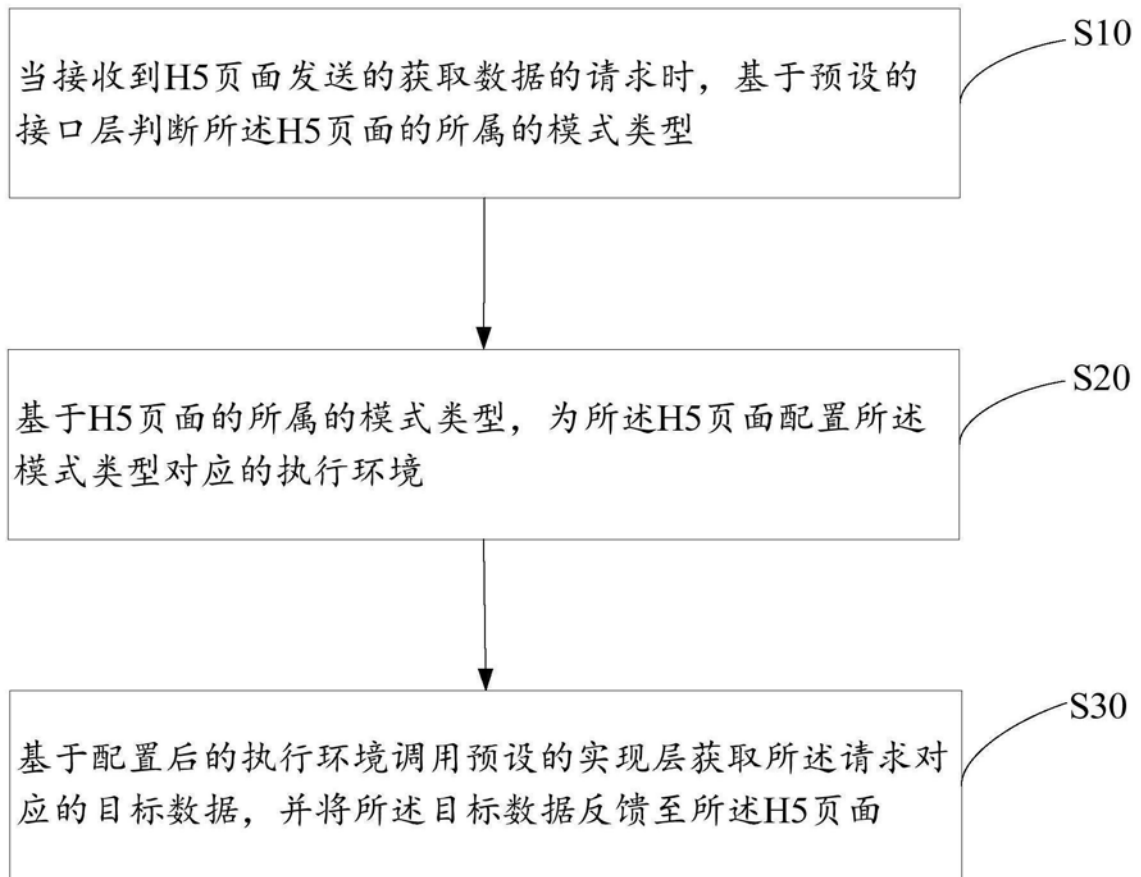 当接收到H5页面发送的获取数据的请求时，基于预设的
接口层判断所述H5页面的所属的模式类型
S10
基于H5页面的所属的模式类型，为所述H5页面配置所述
模式类型对应的执行环境
S20
基于配置后的执行环境调用预设的实现层获取所述请求对
应的目标数据，并将所述目标数据反馈至所述H5页面
S30